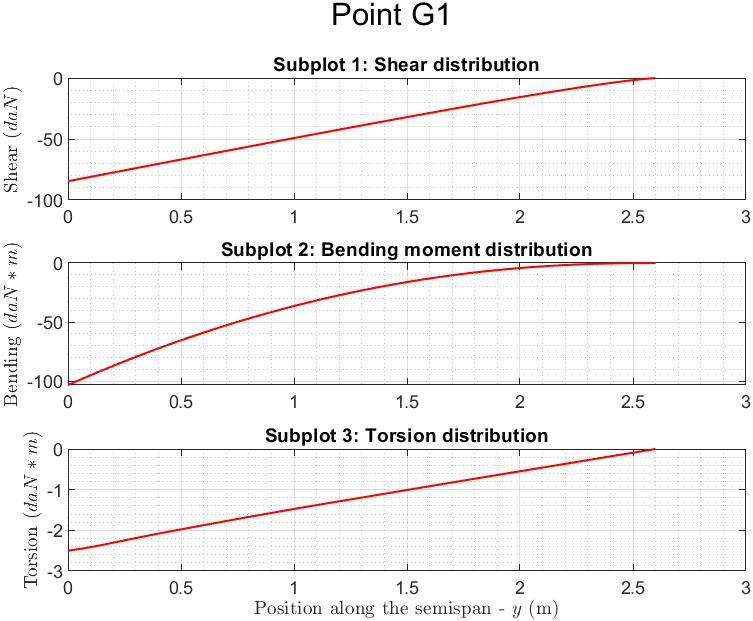 Point G1
Subplot 1: Shear distribution
Shear (daN)
0
-50
-100
0 0.5 1 1.5 2 2.5 3
Subplot 2: Bending moment distribution
Bending (daN * m)
0
-50
-100
0 0.5 1 1.5 2 2.5 3
Subplot 3: Torsion distribution
Torsion (daN * m)
0
-1
-2
-3
0 0.5 1 1.5 2 2.5 3
Position along the semispan - y (m)